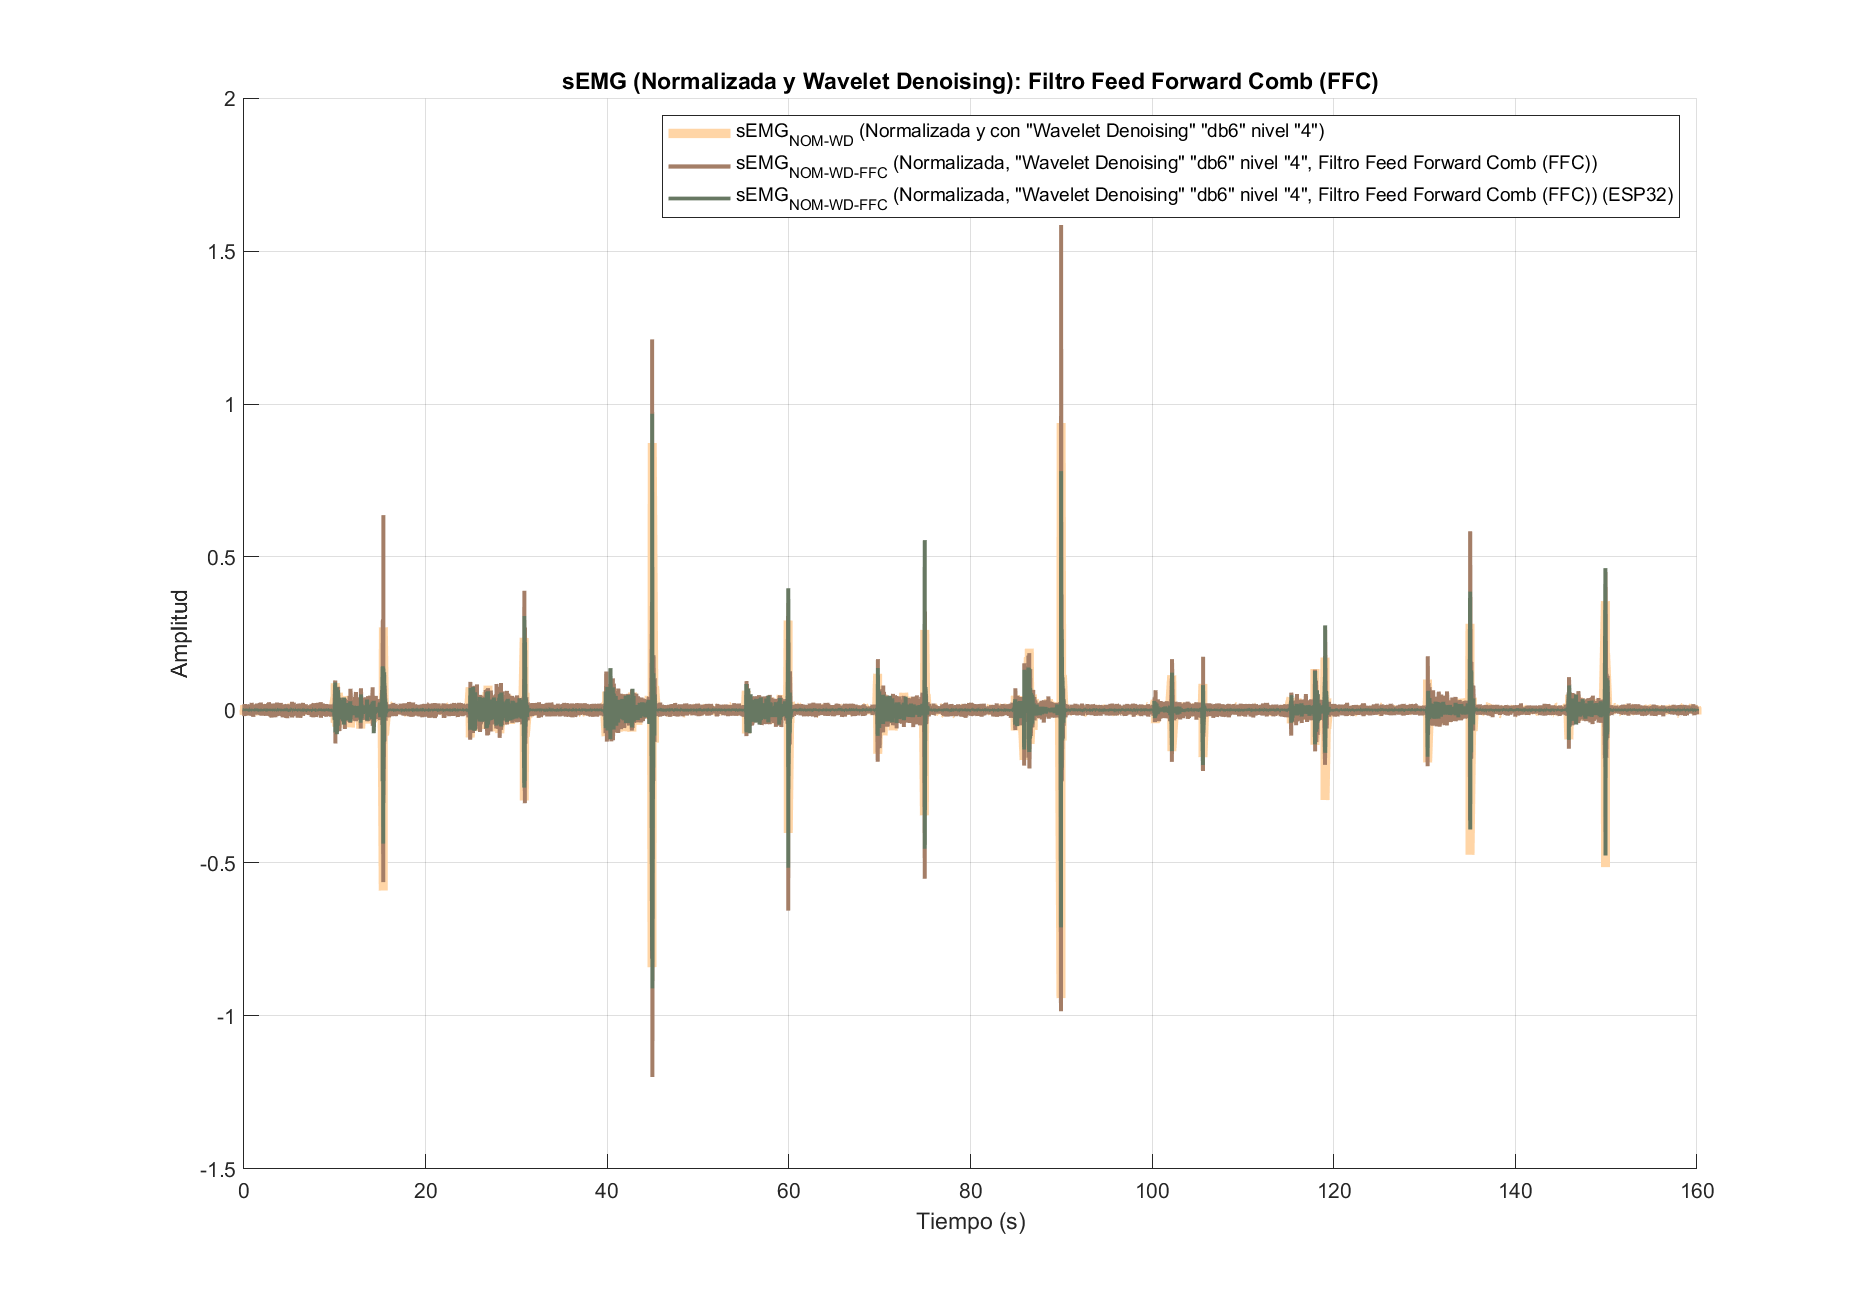 sEMG (Normalizada y Wavelet Denoising): Filtro Feed Forward Comb (FFC)
sEMG_NOM-WD (Normalizada y con "Wavelet Denoising" "db6" nivel "4")
sEMG_NOM-WD-FFC (Normalizada, "Wavelet Denoising" "db6" nivel "4", Filtro Feed Forward Comb (FFC))
sEMG_NOM-WD-FFC (Normalizada, "Wavelet Denoising" "db6" nivel "4", Filtro Feed Forward Comb (FFC)) (ESP32)
2
1.5
1
0.5
0
-0.5
-1
-1.5
Amplitud
0 20 40 60 80 100 120 140 160
Tiempo (s)